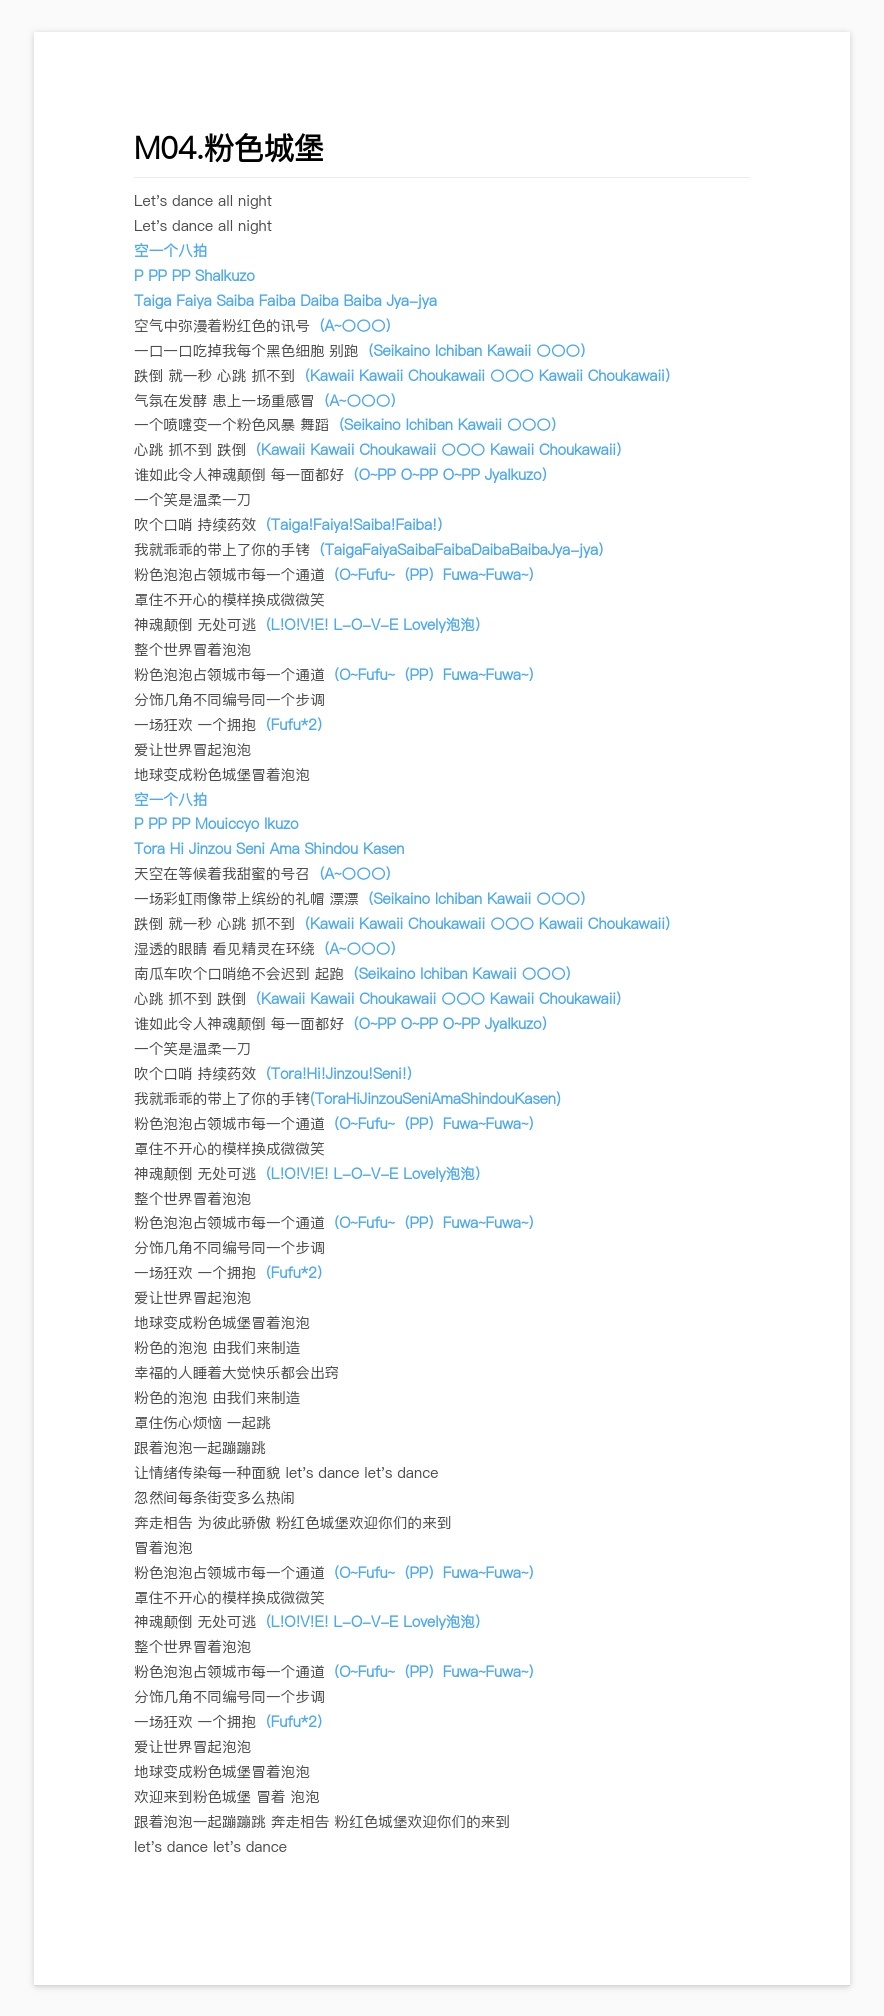 M04.粉色城堡
Let's dance all night
Let's dance all night
空一个八拍
P PP PP Shalkuzo
Taiga Faiya Saiba Faiba Daiba Baiba Jya-jya
空气中弥漫着粉红色的讯号（A~〇〇〇）
一口一口吃掉我每个黑色细胞 别跑（Seikaino Ichiban Kawaii 〇〇〇）
跌倒 就一秒 心跳 抓不到（Kawaii Kawaii Choukawaii 〇〇〇 Kawaii Choukawaii）
气氛在发酵 患上一场重感冒（A~〇〇〇）
一个喷嚏变一个粉色风暴 舞蹈（Seikaino Ichiban Kawaii 〇〇〇）
心跳 抓不到 跌倒（Kawaii Kawaii Choukawaii 〇〇〇 Kawaii Choukawaii）
谁如此令人神魂颠倒 每一面都好（O~PP O~PP O~PP Jyalkuzo）
一个笑是温柔一刀
吹个口哨 持续药效（Taiga!Faiya!Saiba!Faiba!）
我就乖乖的带上了你的手铐（TaigaFaiyaSaibaFaibaDaibaBaibaJya-jya）
粉色泡泡占领城市每一个通道（O~Fufu~（PP）Fuwa~Fuwa~）
罩住不开心的模样换成微微笑
神魂颠倒 无处可逃（L!O!V!E! L-O-V-E Lovely泡泡）
整个世界冒着泡泡
粉色泡泡占领城市每一个通道（O~Fufu~（PP）Fuwa~Fuwa~）
分饰几角不同编号同一个步调
一场狂欢 一个拥抱（Fufu*2）
爱让世界冒起泡泡
地球变成粉色城堡冒着泡泡
空一个八拍
P PP PP Mouiccyo Ikuzo
Tora Hi Jinzou Seni Ama Shindou Kasen
天空在等候着我甜蜜的号召（A~〇〇〇）
一场彩虹雨像带上缤纷的礼帽 漂漂（Seikaino Ichiban Kawaii 〇〇〇）
跌倒 就一秒 心跳 抓不到（Kawaii Kawaii Choukawaii 〇〇〇 Kawaii Choukawaii）
湿透的眼睛 看见精灵在环绕（A~〇〇〇）
南瓜车吹个口哨绝不会迟到 起跑（Seikaino Ichiban Kawaii 〇〇〇）
心跳 抓不到 跌倒（Kawaii Kawaii Choukawaii 〇〇〇 Kawaii Choukawaii）
谁如此令人神魂颠倒 每一面都好（O~PP O~PP O~PP Jyalkuzo）
一个笑是温柔一刀
吹个口哨 持续药效（Tora!Hi!Jinzou!Seni!）
我就乖乖的带上了你的手铐(ToraHiJinzouSeniAmaShindouKasen)
粉色泡泡占领城市每一个通道（O~Fufu~（PP）Fuwa~Fuwa~）
罩住不开心的模样换成微微笑
神魂颠倒 无处可逃（L!O!V!E! L-O-V-E Lovely泡泡）
整个世界冒着泡泡
粉色泡泡占领城市每一个通道（O~Fufu~（PP）Fuwa~Fuwa~）
分饰几角不同编号同一个步调
一场狂欢 一个拥抱（Fufu*2）
爱让世界冒起泡泡
地球变成粉色城堡冒着泡泡
粉色的泡泡 由我们来制造
幸福的人睡着大觉快乐都会出窍
粉色的泡泡 由我们来制造
罩住伤心烦恼 一起跳
跟着泡泡一起蹦蹦跳
让情绪传染每一种面貌 let's dance let's dance
忽然间每条街变多么热闹
奔走相告 为彼此骄傲 粉红色城堡欢迎你们的来到
冒着泡泡
粉色泡泡占领城市每一个通道（O~Fufu~（PP）Fuwa~Fuwa~）
罩住不开心的模样换成微微笑
神魂颠倒 无处可逃（L!O!V!E! L-O-V-E Lovely泡泡）
整个世界冒着泡泡
粉色泡泡占领城市每一个通道（O~Fufu~（PP）Fuwa~Fuwa~）
分饰几角不同编号同一个步调
一场狂欢 一个拥抱（Fufu*2）
爱让世界冒起泡泡
地球变成粉色城堡冒着泡泡
欢迎来到粉色城堡 冒着 泡泡
跟着泡泡一起蹦蹦跳 奔走相告 粉红色城堡欢迎你们的来到
let's dance let's dance